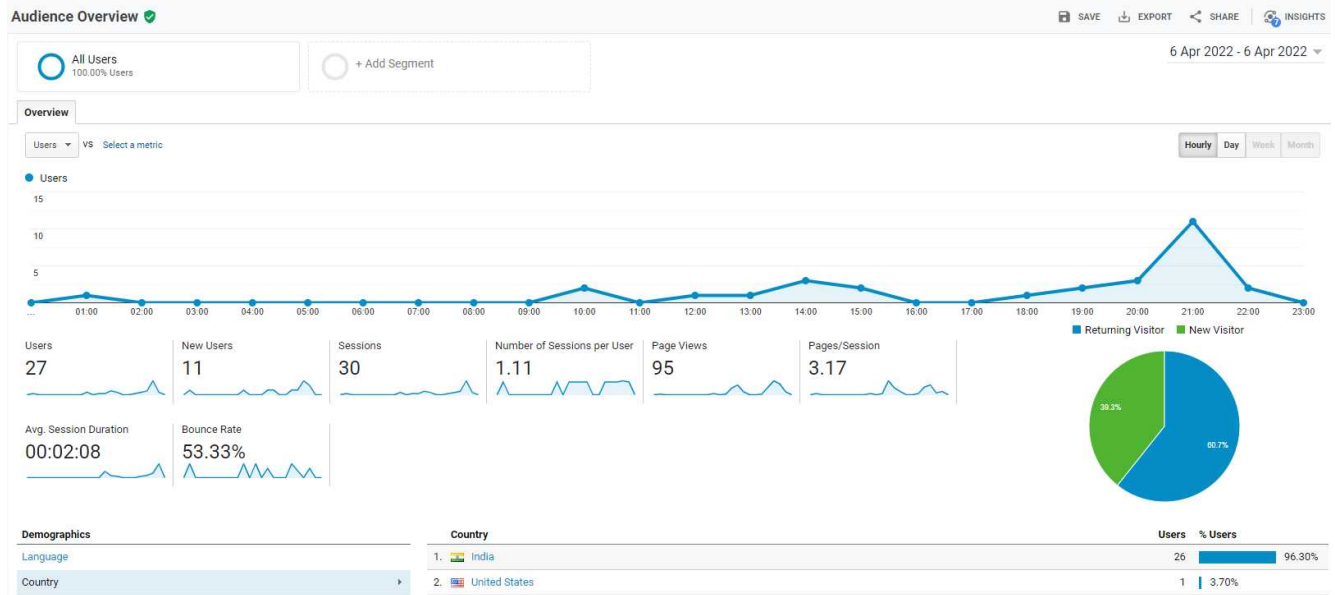 Audience Overview
SAVE EXPORT SHARE 7 INSIGHTS
All Users
100.00% Users
+ Add Segment
6 Apr 2022 - 6 Apr 2022
Overview
Users VS Select a metric
Hourly Day Week Month
Users
15
10
5
... 01:00 02:00 03:00 04:00 05:00 06:00 07:00 08:00 09:00 10:00 11:00 12:00 13:00 14:00 15:00 16:00 17:00 18:00 19:00 20:00 21:00 22:00 23:00
Returning Visitor New Visitor
Users New Users Sessions Number of Sessions per User Page Views Pages/Session
27 11 30 1.11 95 3.17
39.3%
60.7%
Avg. Session Duration Bounce Rate
00:02:08 53.33%
Demographics
Language
Country
Country Users % Users
1. India 26 96.30%
2. United States 1 3.70%